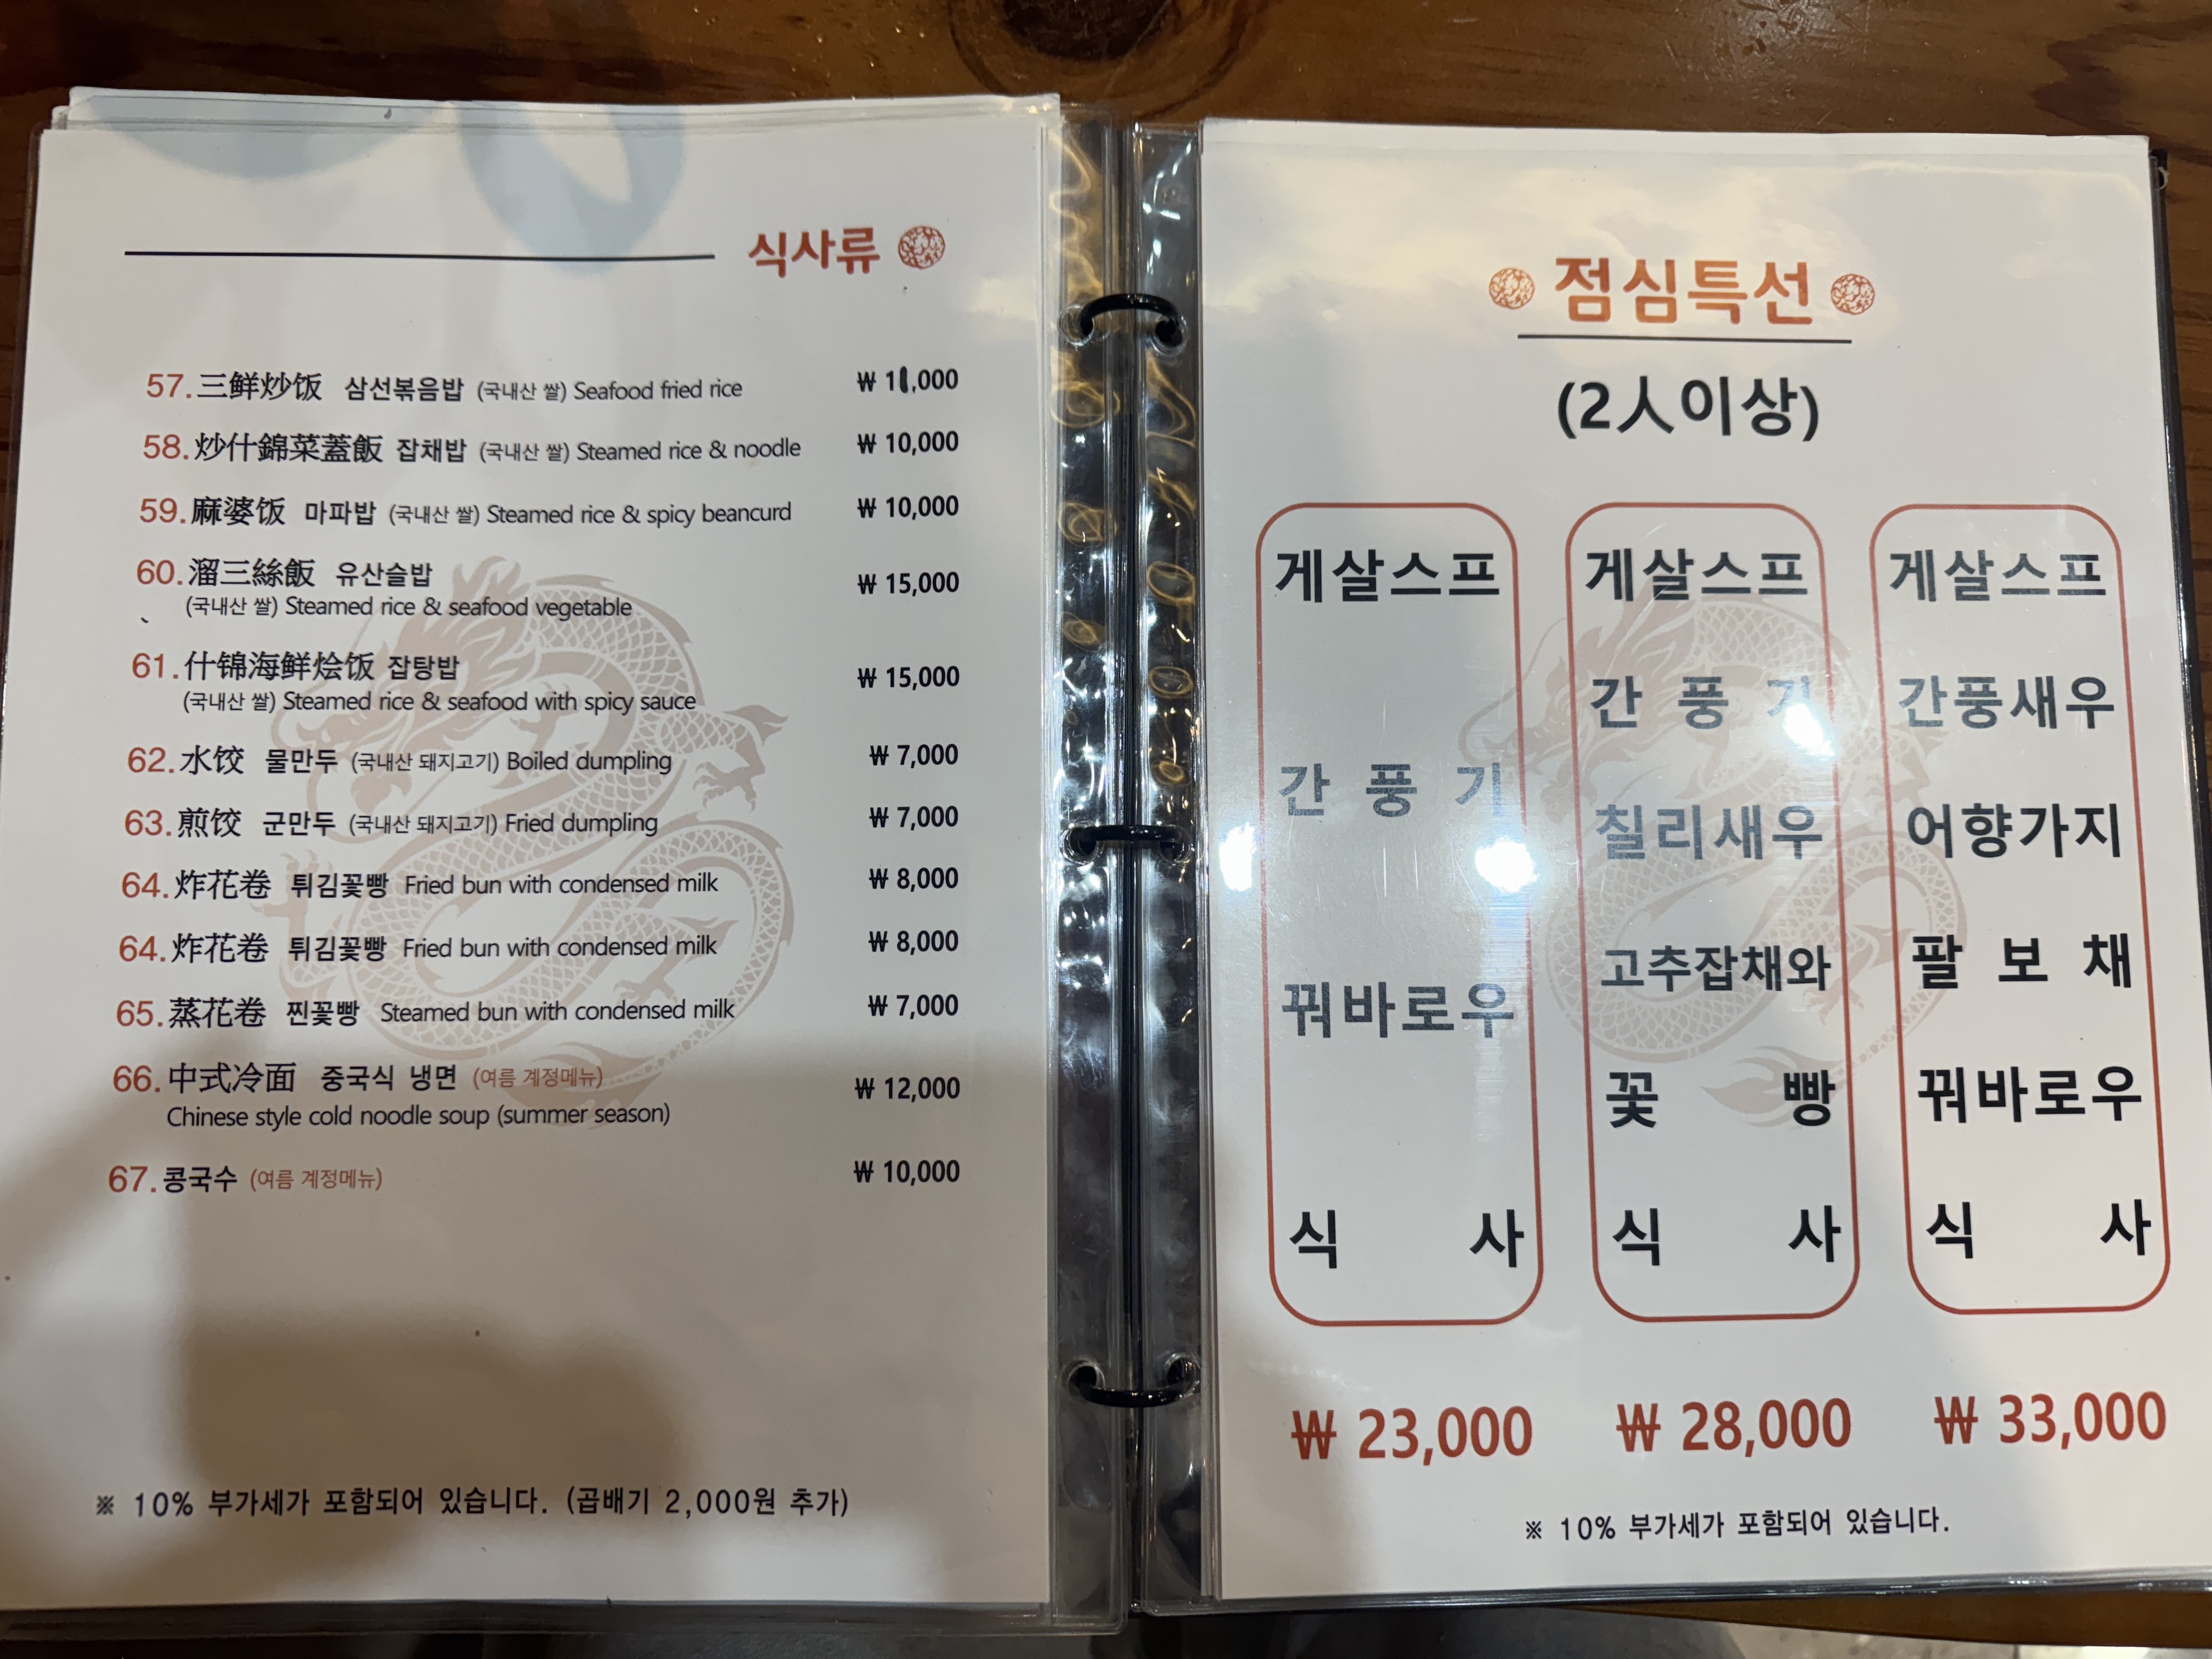 식사류
57. 三鮮炒饭 삼선볶음밥 (국내산 쌀) Seafood fried rice ₩ 11,000
58. 炒什錦菜蓋飯 잡채밥 (국내산 쌀) Steamed rice & noodle ₩ 10,000
59. 麻婆饭 마파밥 (국내산 쌀) Steamed rice & spicy beancurd ₩ 10,000
60. 溜三絲飯 유산슬밥 ₩ 15,000
(국내산 쌀) Steamed rice & seafood vegetable
61. 什锦海鲜烩饭 잡탕밥 ₩ 15,000
(국내산 쌀) Steamed rice & seafood with spicy sauce
62. 水饺 물만두 (국내산 돼지고기) Boiled dumpling ₩ 7,000
63. 煎饺 군만두 (국내산 돼지고기) Fried dumpling ₩ 7,000
64. 炸花卷 튀김꽃빵 Fried bun with condensed milk ₩ 8,000
64. 炸花卷 튀김꽃빵 Fried bun with condensed milk ₩ 8,000
65. 蒸花卷 찐꽃빵 Steamed bun with condensed milk ₩ 7,000
66. 中式冷面 중국식 냉면 (여름 계정메뉴) ₩ 12,000
Chinese style cold noodle soup (summer season)
67. 콩국수 (여름 계정메뉴) ₩ 10,000
※ 10% 부가세가 포함되어 있습니다. (곱배기 2,000원 추가)
점심특선
(2人이상)
게살스프
간 풍 기
꿔바로우
식 사
₩ 23,000
게살스프
간 풍 기
칠리새우
고추잡채와
꽃 빵
식 사
₩ 28,000
게살스프
간풍새우
어향가지
팔 보 채
꿔바로우
식 사
₩ 33,000
※ 10% 부가세가 포함되어 있습니다.